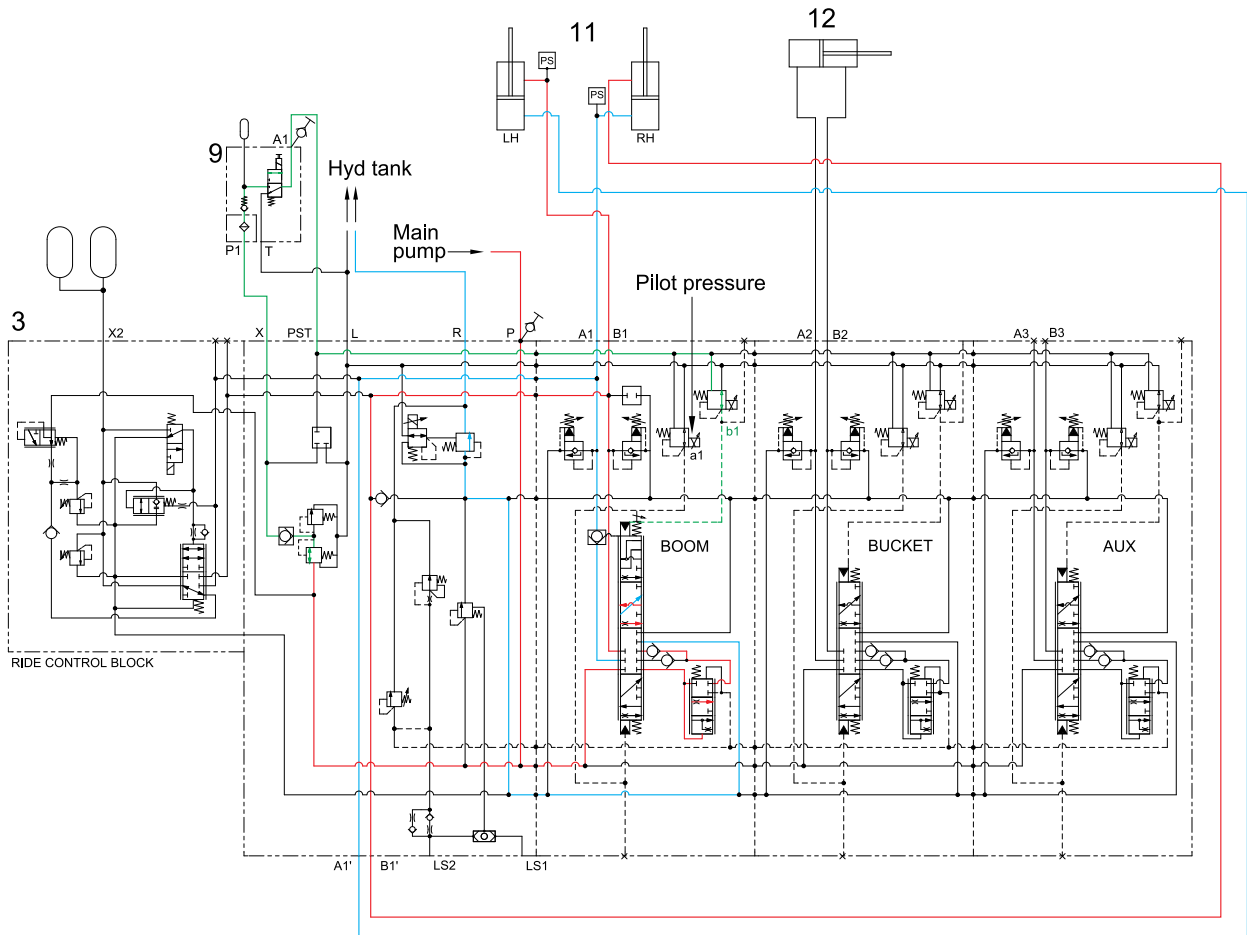 11
12
PS
PS
LH
RH
9
A1
Hyd tank
P1
T
Main
pump
Pilot pressure
3
X2
X
PST
L
R
P
A1
B1
A2
B2
A3
B3
b1
a1
BOOM
BUCKET
AUX
RIDE CONTROL BLOCK
A1'
B1'
LS2
LS1